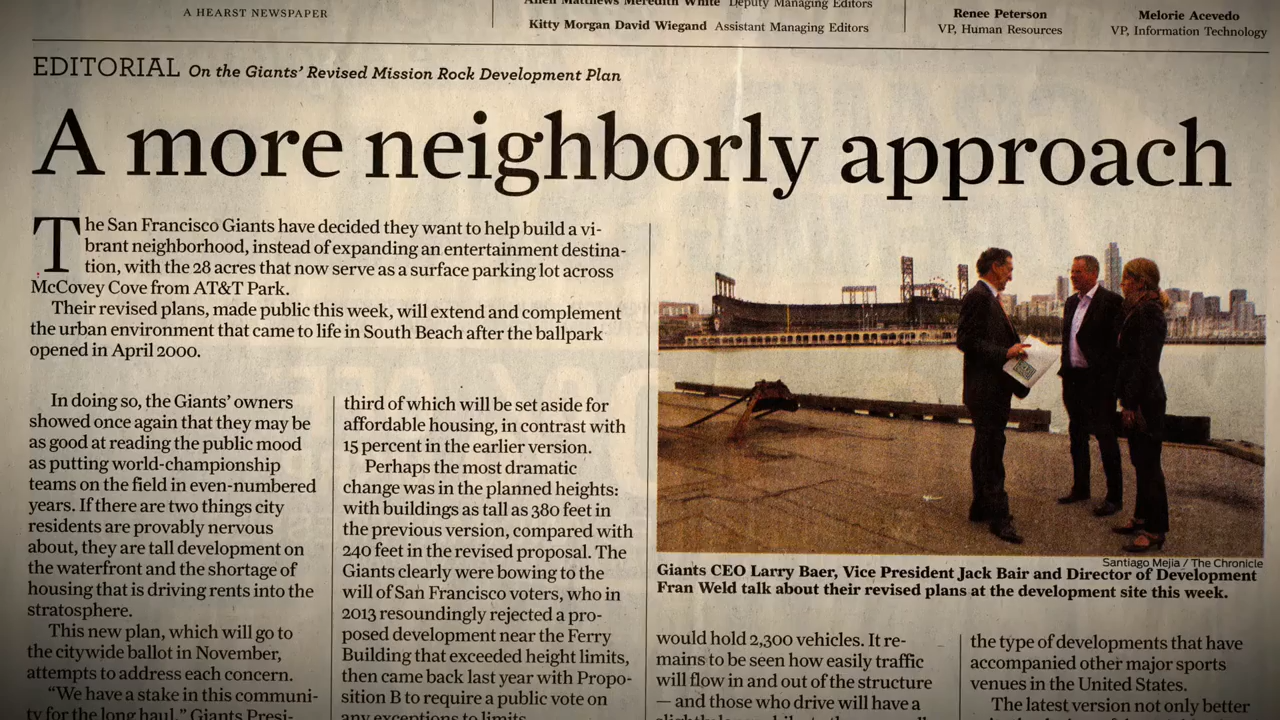 A HEARST NEWSPAPER
Allen Matthews Meredith White Deputy Managing Editors
Kitty Morgan David Wiegand Assistant Managing Editors
Renee Peterson
VP, Human Resources
Melorie Acevedo
VP, Information Technology
EDITORIAL On the Giants’ Revised Mission Rock Development Plan
A more neighborly approach
The San Francisco Giants have decided they want to help build a vi-
brant neighborhood, instead of expanding an entertainment destina-
tion, with the 28 acres that now serve as a surface parking lot across
McCovey Cove from AT&T Park.
Their revised plans, made public this week, will extend and complement
the urban environment that came to life in South Beach after the ballpark
opened in April 2000.
In doing so, the Giants’ owners
showed once again that they may be
as good at reading the public mood
as putting world-championship
teams on the field in even-numbered
years. If there are two things city
residents are provably nervous
about, they are tall development on
the waterfront and the shortage of
housing that is driving rents into the
stratosphere.
This new plan, which will go to
the citywide ballot in November,
attempts to address each concern.
“We have a stake in this communi-
ty for the long haul,” Giants Presi-
third of which will be set aside for
affordable housing, in contrast with
15 percent in the earlier version.
Perhaps the most dramatic
change was in the planned heights:
with buildings as tall as 380 feet in
the previous version, compared with
240 feet in the revised proposal. The
Giants clearly were bowing to the
will of San Francisco voters, who in
2013 resoundingly rejected a pro-
posed development near the Ferry
Building that exceeded height limits,
then came back last year with Propo-
sition B to require a public vote on
any exceptions to limits.
Santiago Mejia / The Chronicle
Giants CEO Larry Baer, Vice President Jack Bair and Director of Development
Fran Weld talk about their revised plans at the development site this week.
would hold 2,300 vehicles. It re-
mains to be seen how easily traffic
will flow in and out of the structure
— and those who drive will have a
the type of developments that have
accompanied other major sports
venues in the United States.
The latest version not only better